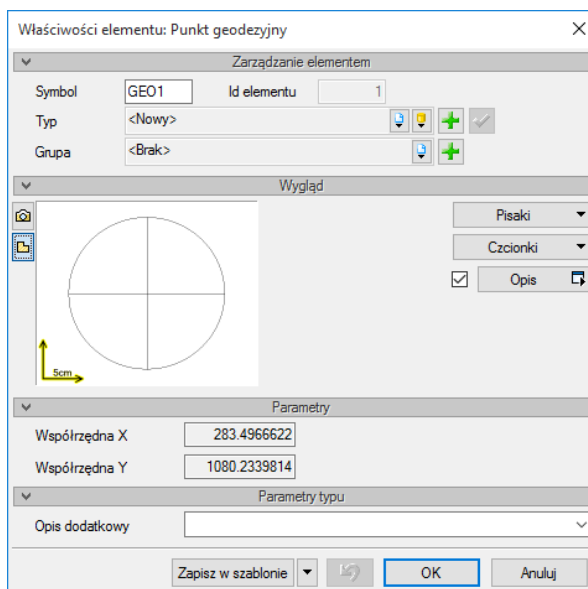 Właściwości elementu: Punkt geodezyjny
Zarządzanie elementem
Symbol GEO1 Id elementu 1
Typ <Nowy>
Grupa <Brak>
Wygląd
Pisaki
Czcionki
Opis
5cm
Parametry
Współrzędna X 283.4966622
Współrzędna Y 1080.2339814
Parametry typu
Opis dodatkowy
Zapisz w szablonie OK Anuluj